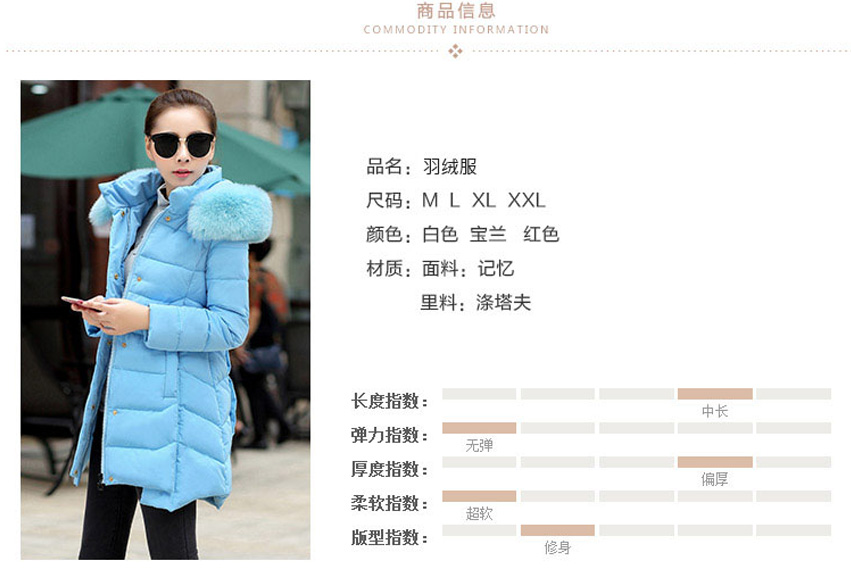 商品信息
COMMODITY INFORMATION
品名：羽绒服
尺码：M L XL XXL
颜色：白色 宝兰 红色
材质：面料：记忆
里料：涤塔夫
长度指数：
中长
弹力指数：
无弹
厚度指数：
偏厚
柔软指数：
超软
版型指数：
修身